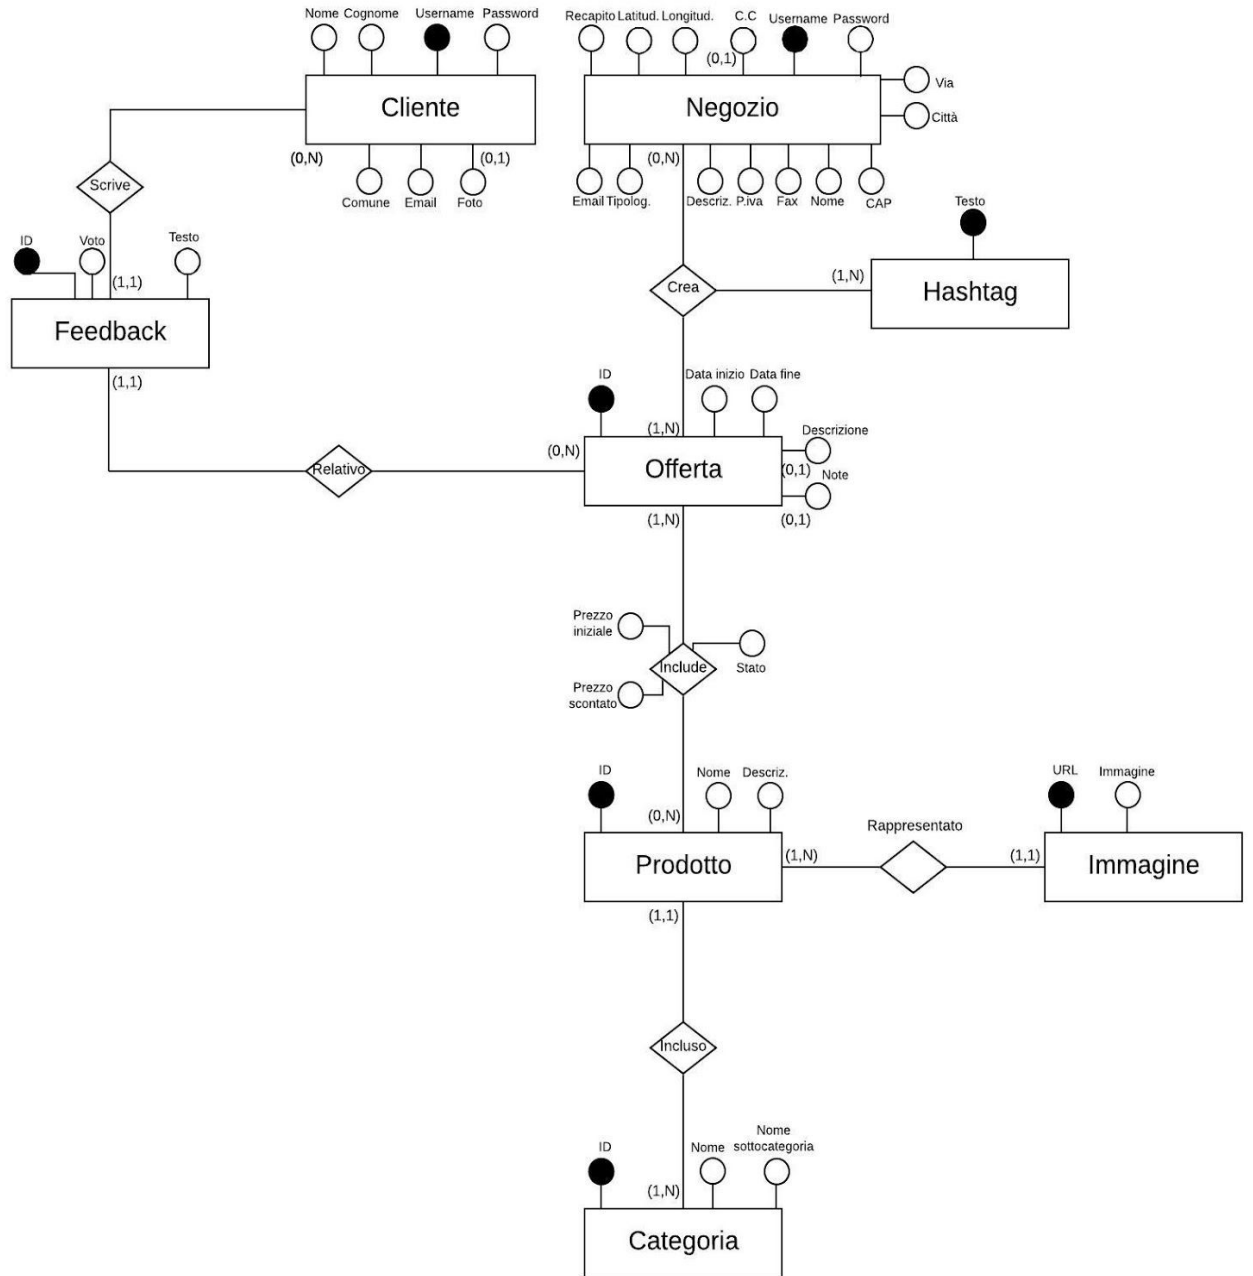 Nome Cognome Username Password
Recapito Latitud. Longitud. C.C Username Password
(0,1)
Cliente
Negozio
Via
Città
(0,N) (0,1)
(0,N)
Comune Email Foto
Email Tipolog. Descriz. P.iva Fax Nome CAP
Scrive
Testo
ID Voto Testo
(1,1)
Crea
(1,N)
Hashtag
Feedback
(1,1)
ID Data inizio Data fine
(1,N)
Descrizione
(0,N)
Relativo
Offerta
(0,1)
Note
(1,N)
(0,1)
Prezzo
iniziale
Include
Stato
Prezzo
scontato
ID Nome Descriz.
URL Immagine
(0,N)
Rappresentato
Prodotto
(1,N)
(1,1)
Immagine
(1,1)
Incluso
ID Nome Nome
sottocategoria
(1,N)
Categoria